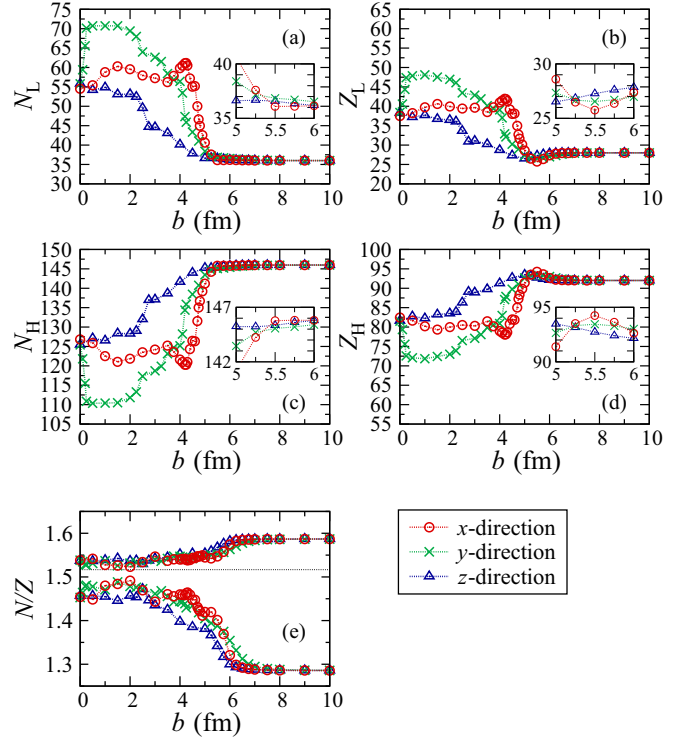 (a)
N_L
75
70
65
60
55
50
45
40
35
30
0 2 4 6 8 10
b (fm)
40
35
5 5.5 6
(b)
Z_L
65
60
55
50
45
40
35
30
25
20
0 2 4 6 8 10
b (fm)
30
25
5 5.5 6
(c)
N_H
150
145
140
135
130
125
120
115
110
105
0 2 4 6 8 10
b (fm)
147
142
5 5.5 6
(d)
Z_H
100
95
90
85
80
75
70
65
60
55
0 2 4 6 8 10
b (fm)
95
90
5 5.5 6
(e)
N/Z
1.6
1.5
1.4
1.3
0 2 4 6 8 10
b (fm)
x-direction
y-direction
z-direction